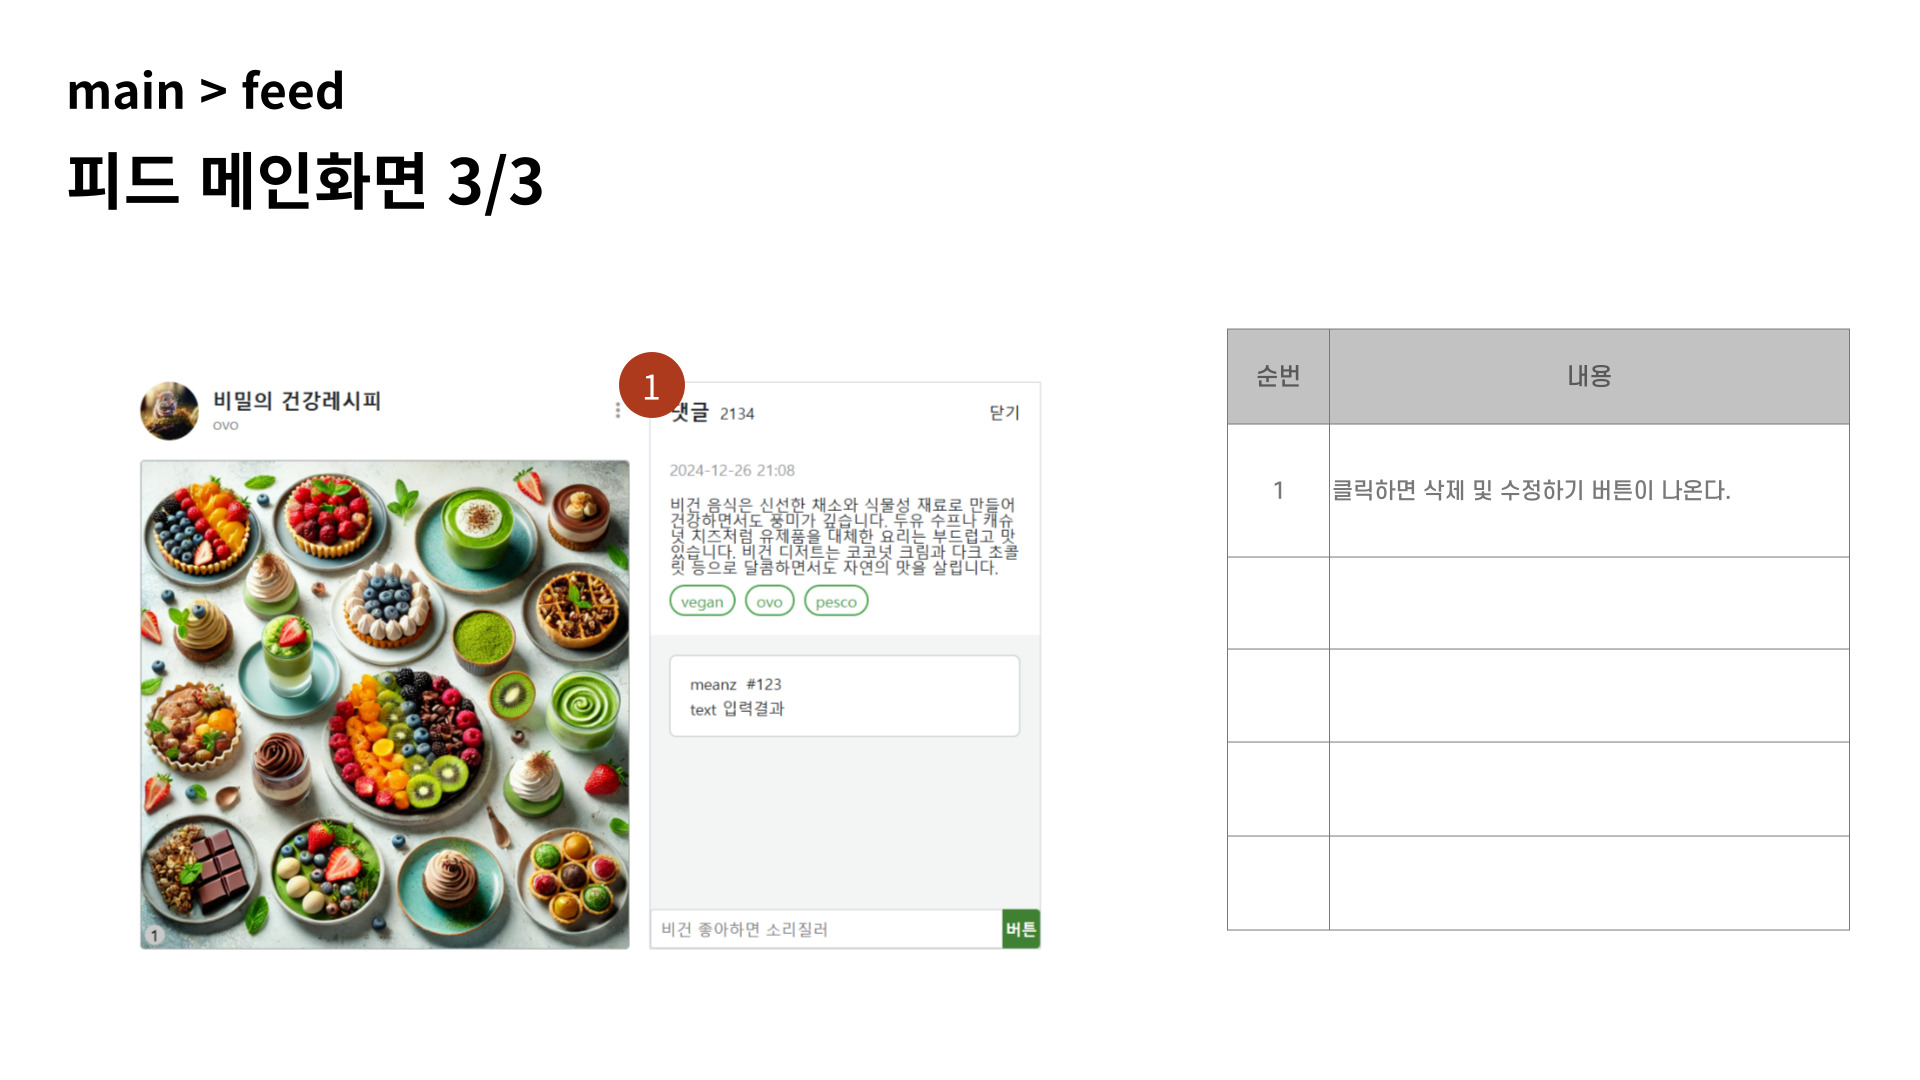 main > feed
피드 메인화면 3/3
비밀의 건강레시피
ovo
1
1
댓글 2134
닫기
2024-12-26 21:08
비건 음식은 신선한 채소와 식물성 재료로 만들어
건강하면서도 풍미가 깊습니다. 두유 수프나 캐슈
넛 치즈처럼 유제품을 대체한 요리는 부드럽고 맛
있습니다. 비건 디저트는 코코넛 크림과 다크 초콜
릿 등으로 달콤하면서도 자연의 맛을 살립니다.
vegan ovo pesco
meanz #123
text 입력결과
비건 좋아하면 소리질러
버튼
순번 내용
1 클릭하면 삭제 및 수정하기 버튼이 나온다.